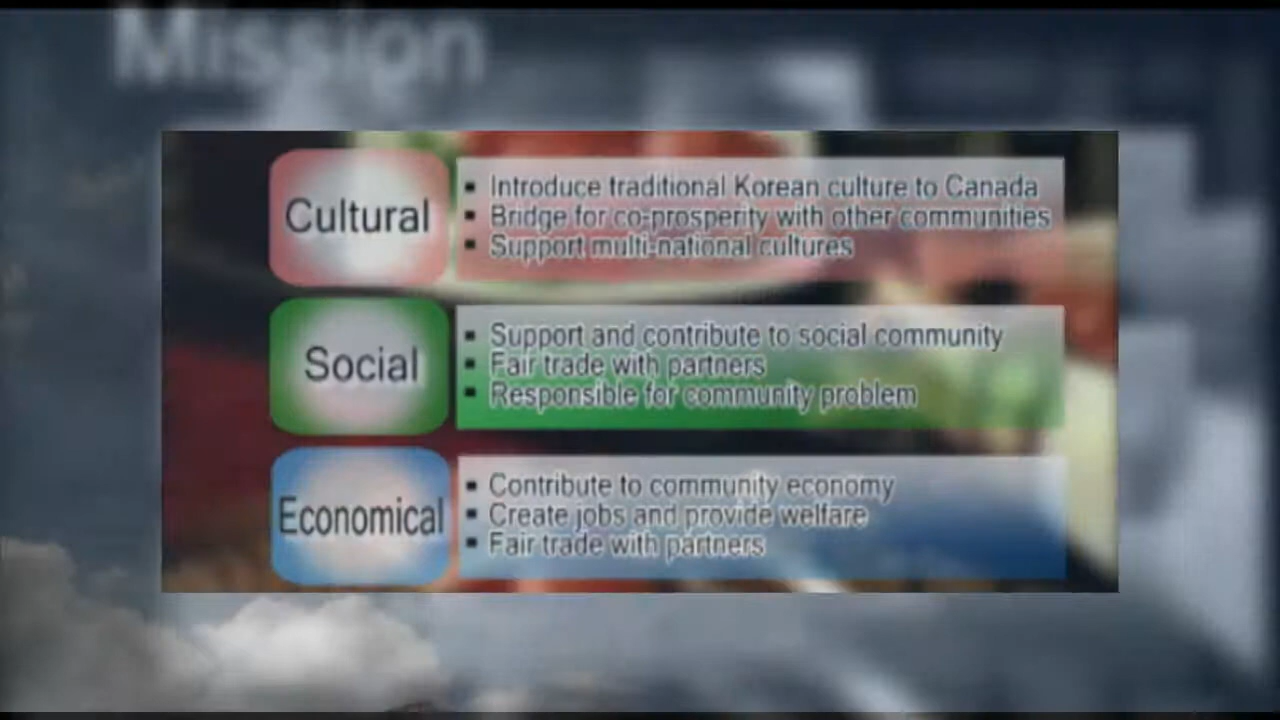 Mission
Cultural
▪ Introduce traditional Korean culture to Canada
▪ Bridge for co-prosperity with other communities
▪ Support multi-national cultures
Social
▪ Support and contribute to social community
▪ Fair trade with partners
▪ Responsible for community problem
Economical
▪ Contribute to community economy
▪ Create jobs and provide welfare
▪ Fair trade with partners